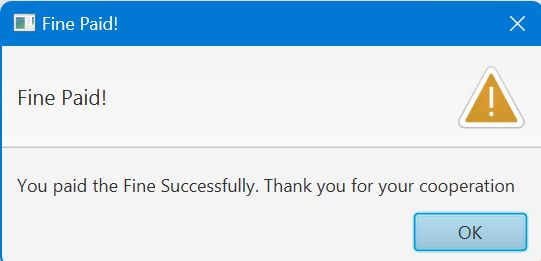 Fine Paid!
Fine Paid!
You paid the Fine Successfully. Thank you for your cooperation
OK